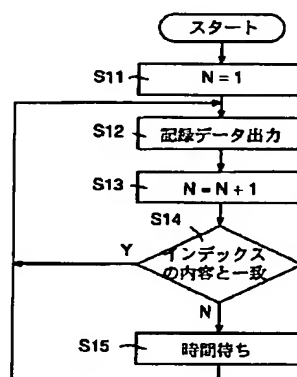 スタート
S11
N = 1
S12
記録データ出力
S13
N = N + 1
S14
インデックス
の内容と一致
Y
N
S15
時間待ち